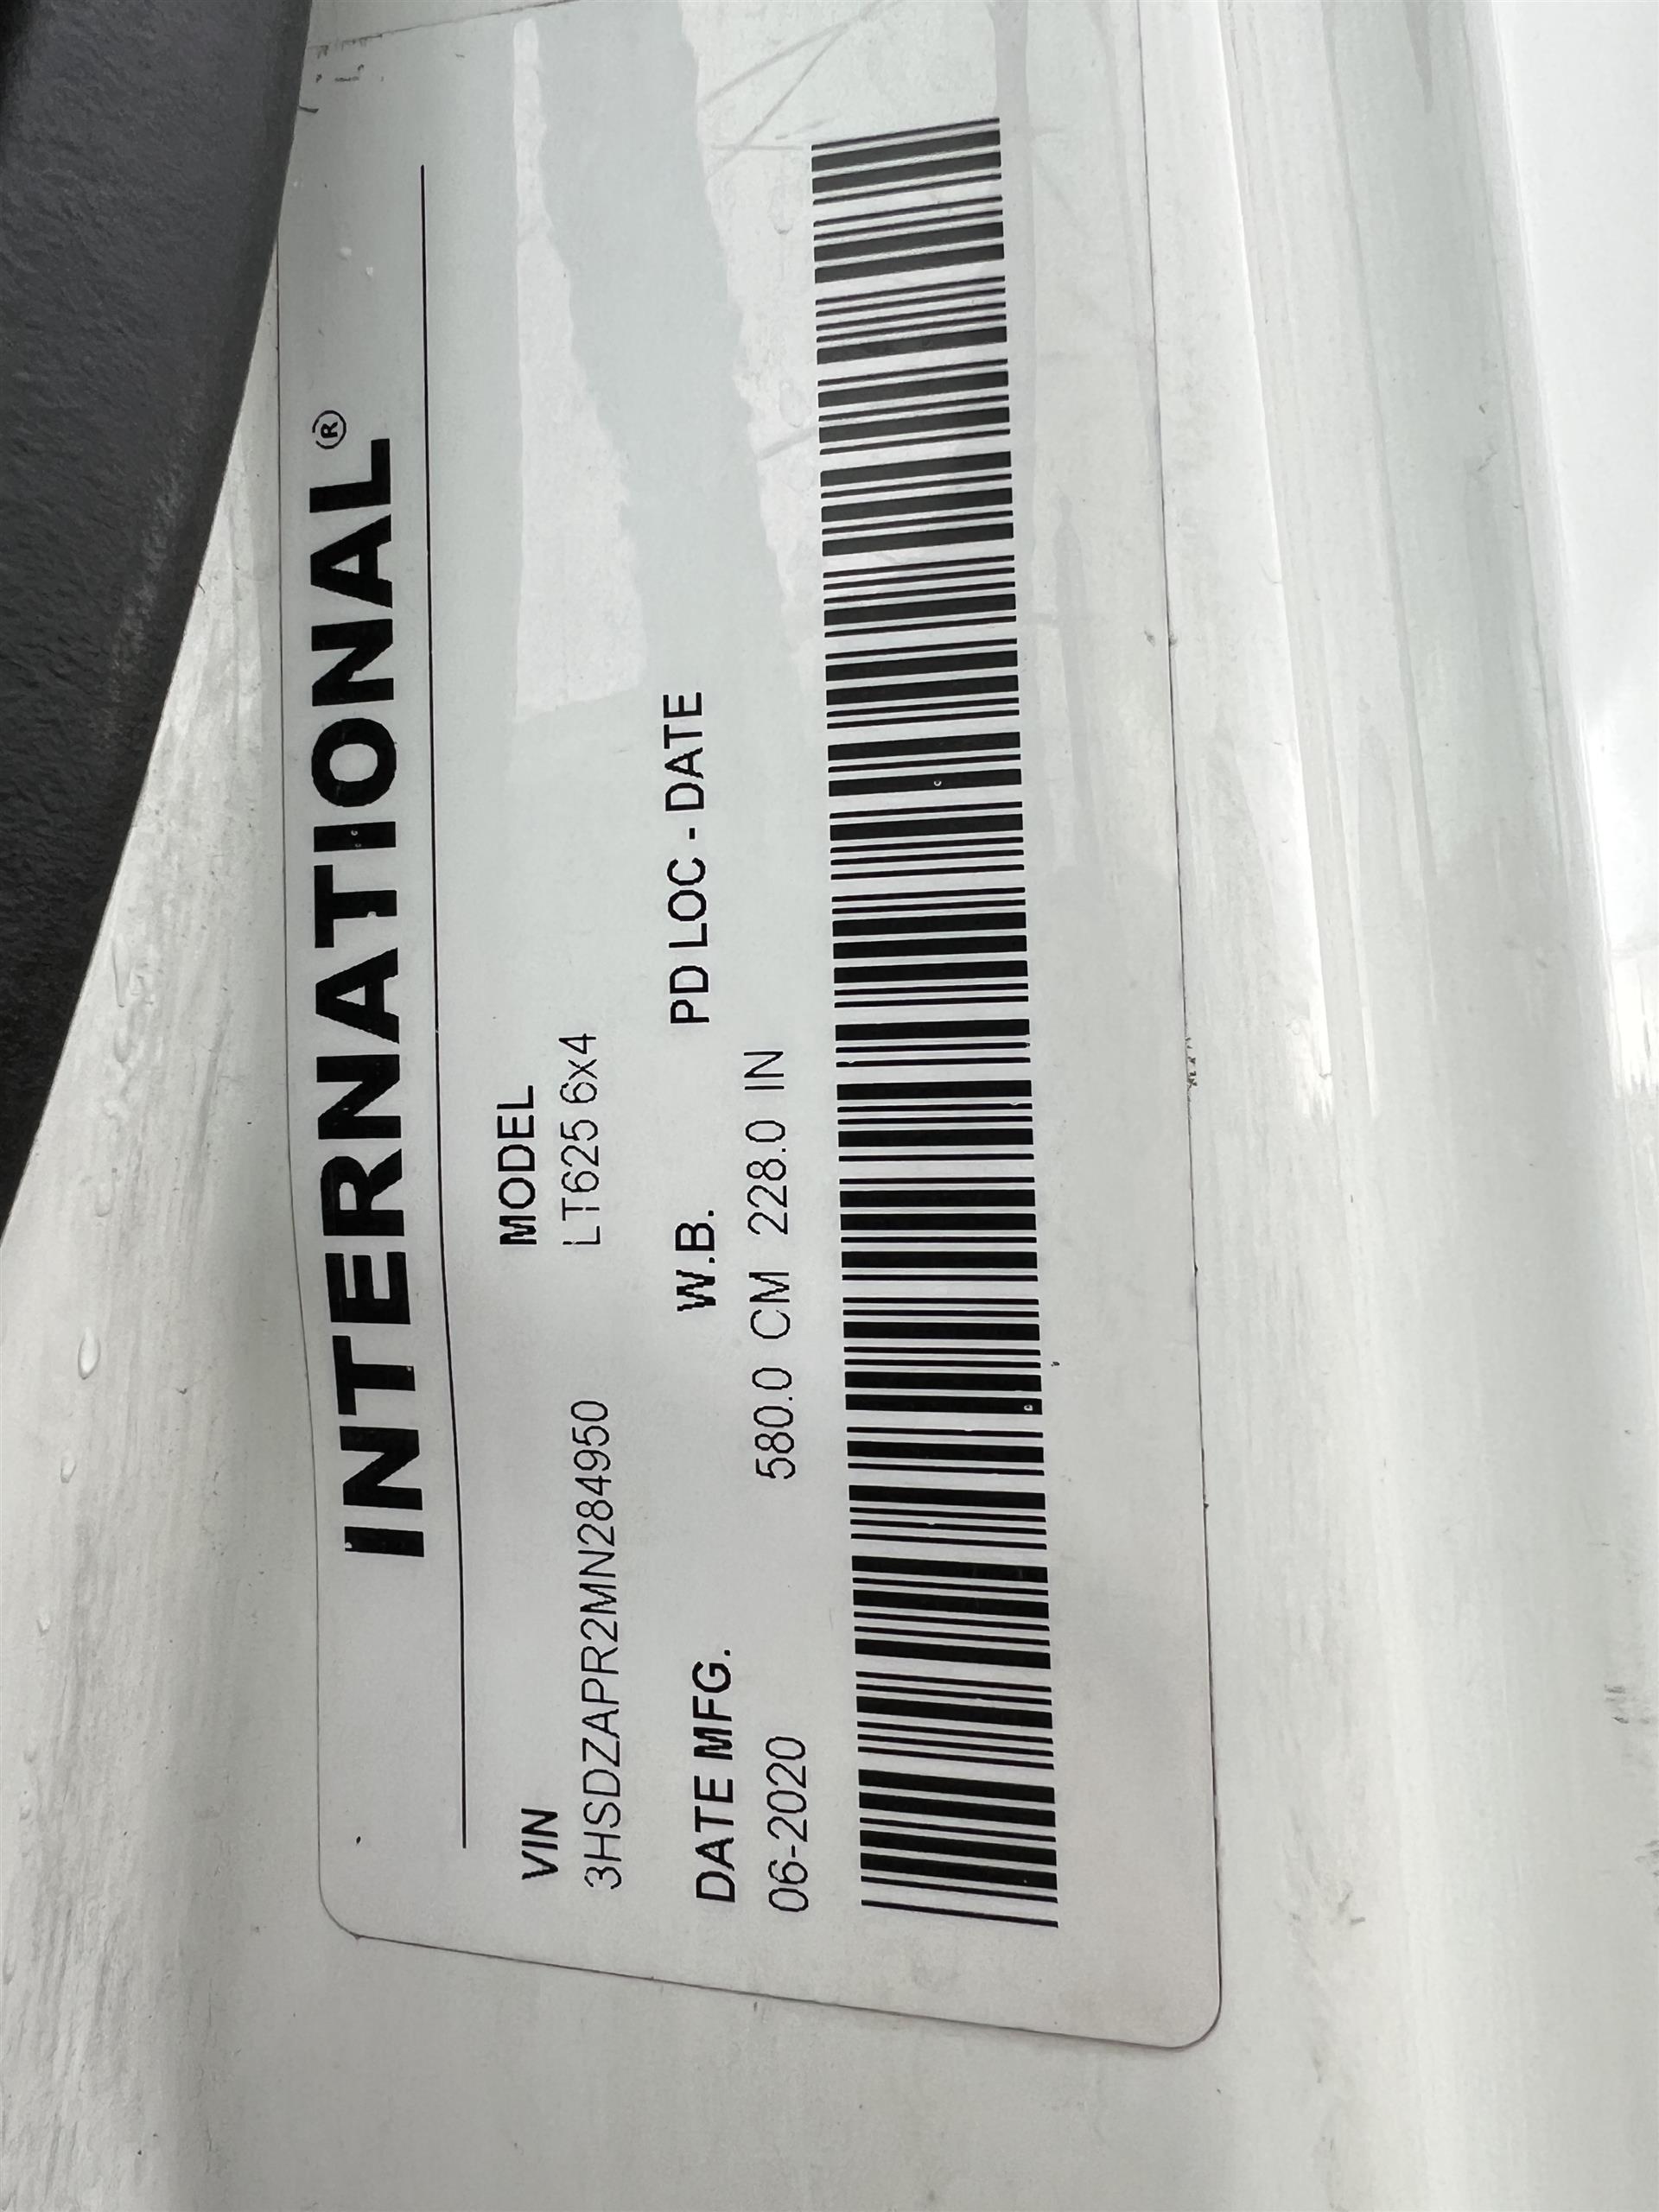 INTERNATIONAL®
VIN MODEL
3HSDZAPR2MN284950 LT625 6x4
DATE MFG. W.B. PD LOC - DATE
06-2020 580.0 CM 228.0 IN